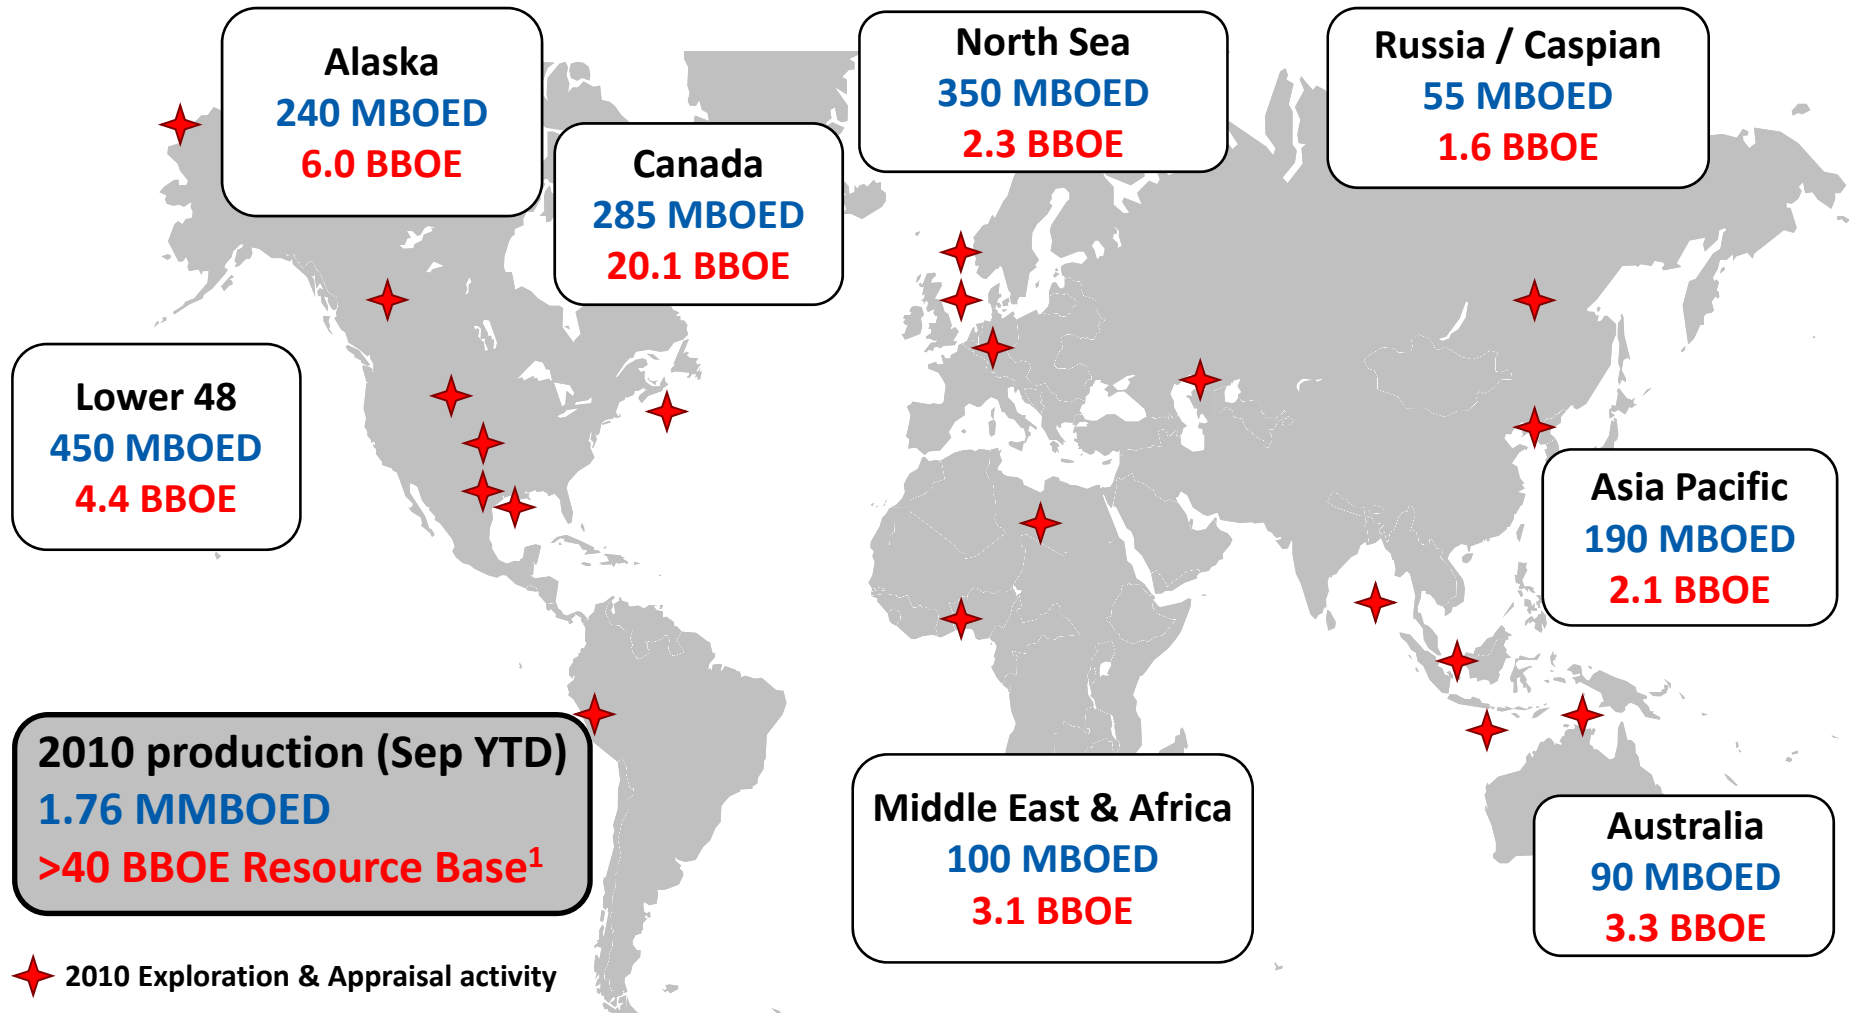 Alaska
240 MBOED
6.0 BBOE
Canada
285 MBOED
20.1 BBOE
North Sea
350 MBOED
2.3 BBOE
Russia / Caspian
55 MBOED
1.6 BBOE
Lower 48
450 MBOED
4.4 BBOE
Asia Pacific
190 MBOED
2.1 BBOE
2010 production (Sep YTD)
1.76 MMBOED
>40 BBOE Resource Base¹
Middle East & Africa
100 MBOED
3.1 BBOE
Australia
90 MBOED
3.3 BBOE
2010 Exploration & Appraisal activity